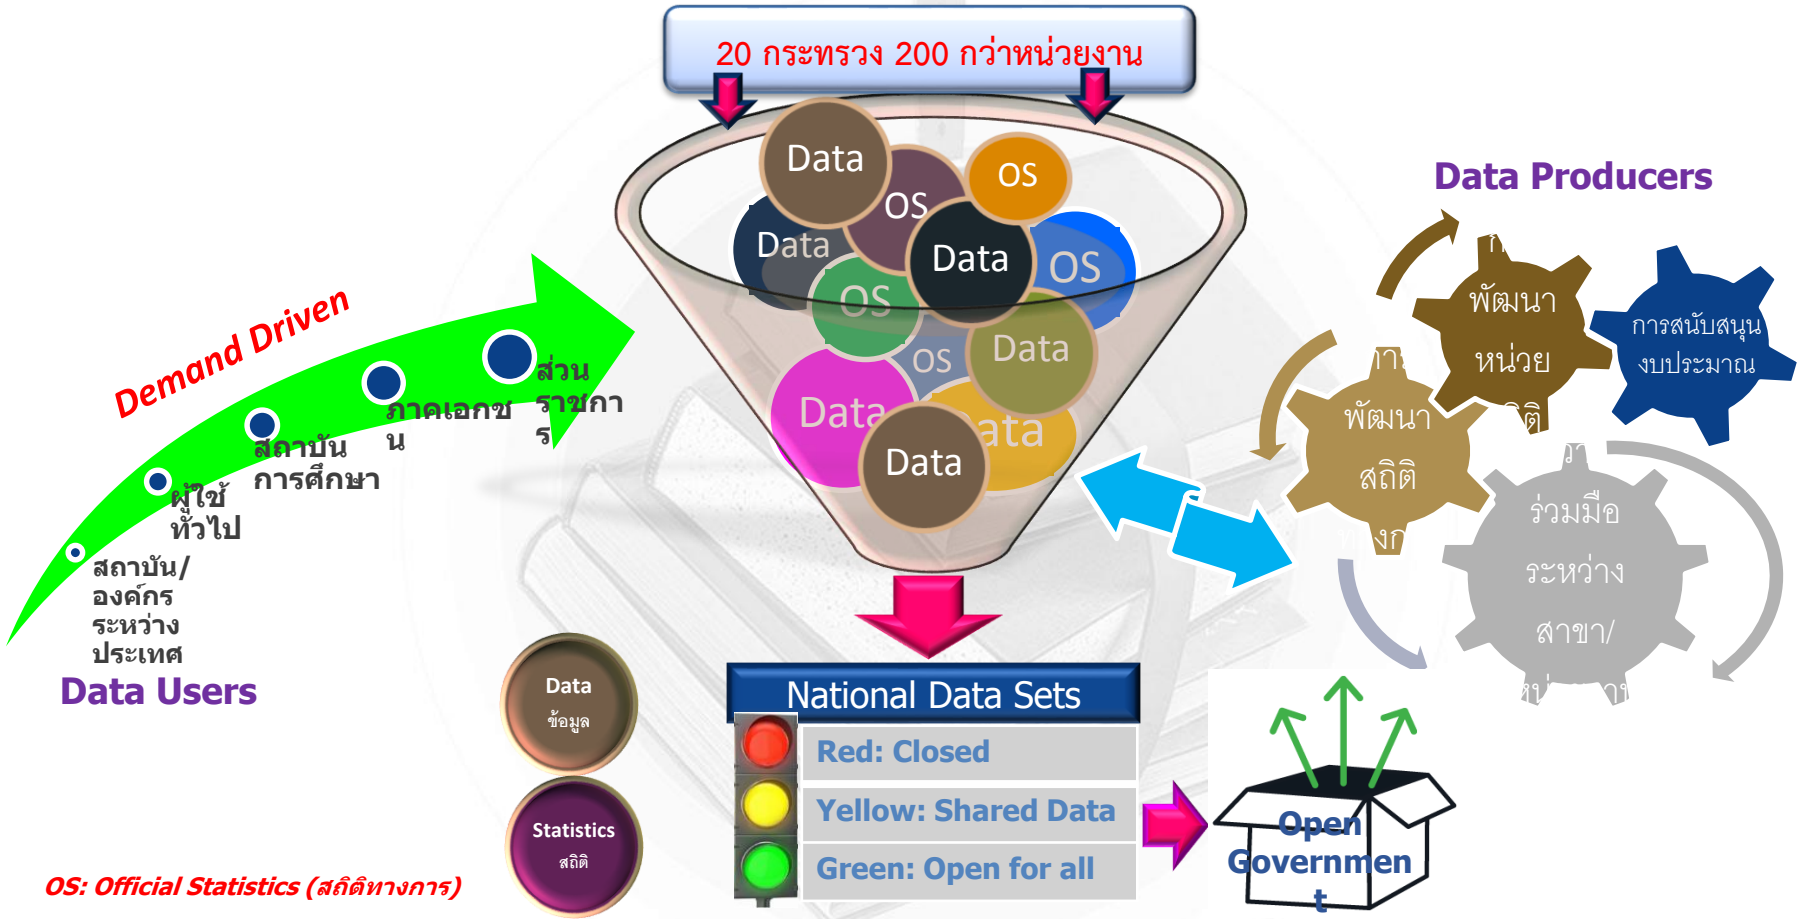 20 กระทรวง 200 กว่าหน่วยงาน
Data
OS
OS
Data
Data
OS
OS
OS
Data
Data
Data
Data
Demand Driven
ส่วน
ราชกา
ร
ภาคเอกช
น
สถาบัน
การศึกษา
ผู้ใช้
ทั่วไป
สถาบัน/
องค์กร
ระหว่าง
ประเทศ
Data Users
Data Producers
พัฒนา
หน่วย
การสนับสนุน
งบประมาณ
พัฒนา
สถิติ
ร่วมมือ
ระหว่าง
สาขา/
Data
ข้อมูล
Statistics
สถิติ
National Data Sets
Red: Closed
Yellow: Shared Data
Green: Open for all
Open
Governmen
t
OS: Official Statistics (สถิติทางการ)